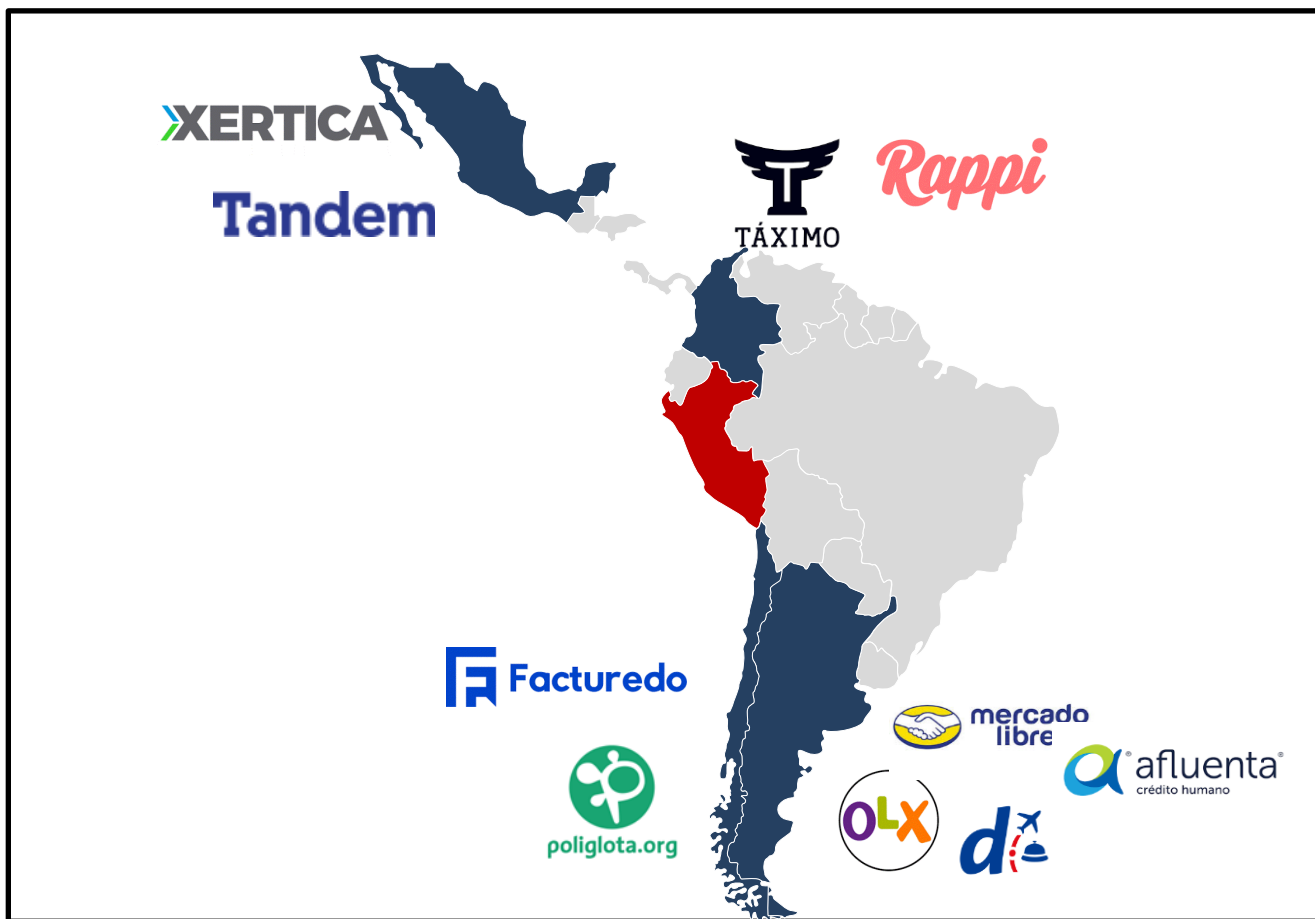 XERTICA
Tandem
TÁXIMO
Rappi
Facturedo
poliglota.org
mercado
libre
afluenta®
crédito humano
OLX
d